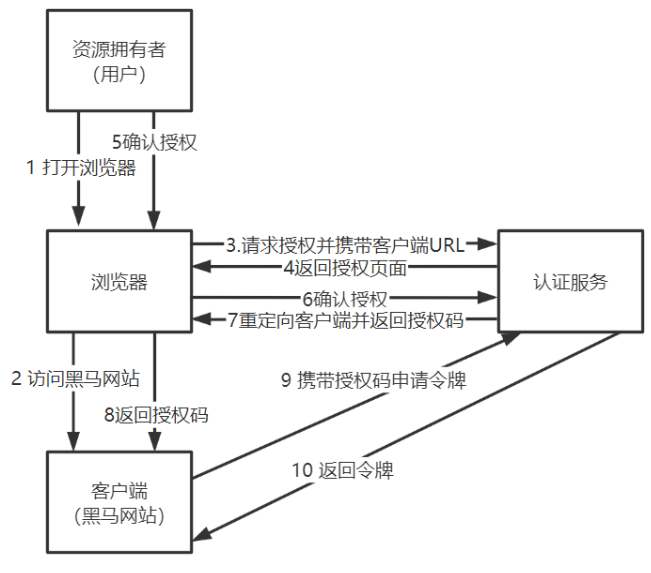 资源拥有者
（用户）
5确认授权
1 打开浏览器
3.请求授权并携带客户端URL
4返回授权页面
浏览器
认证服务
6确认授权
7重定向客户端并返回授权码
2 访问黑马网站
9 携带授权码申请令牌
8返回授权码
10 返回令牌
客户端
（黑马网站）